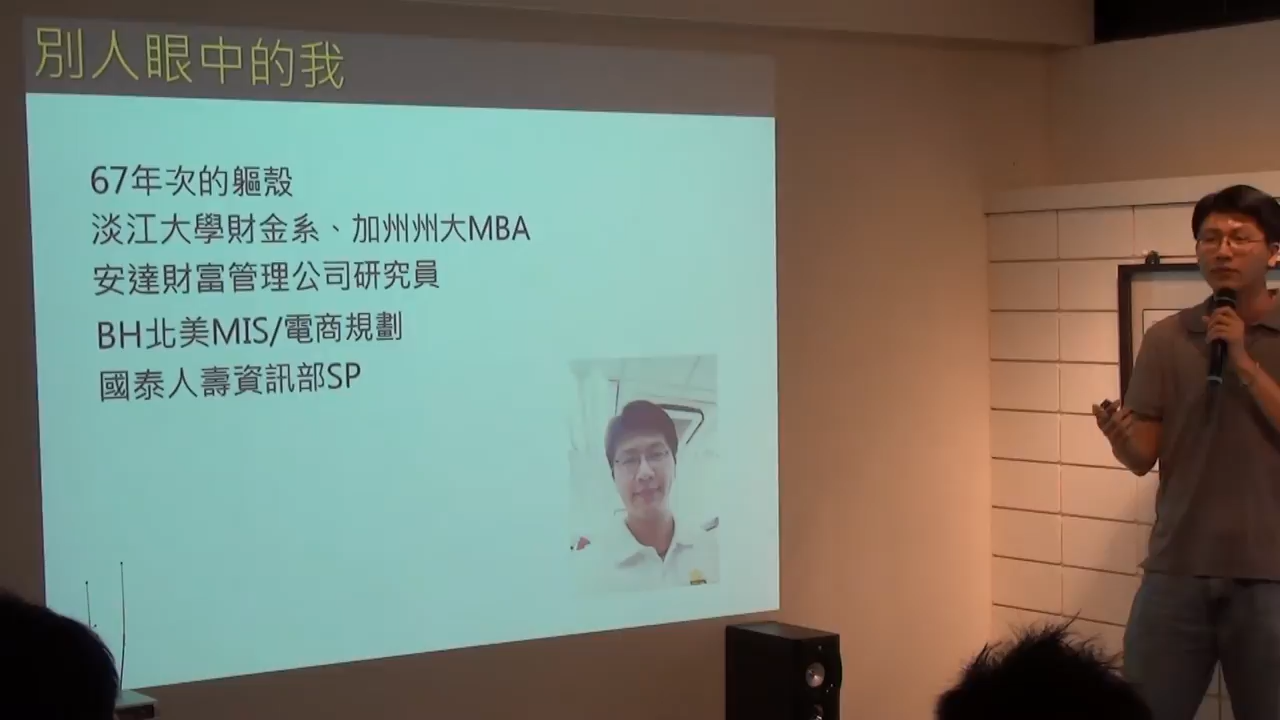 別人眼中的我
67年次的軀殼
淡江大學財金系、加州州大MBA
安達財富管理公司研究員
BH北美MIS/電商規劃
國泰人壽資訊部SP